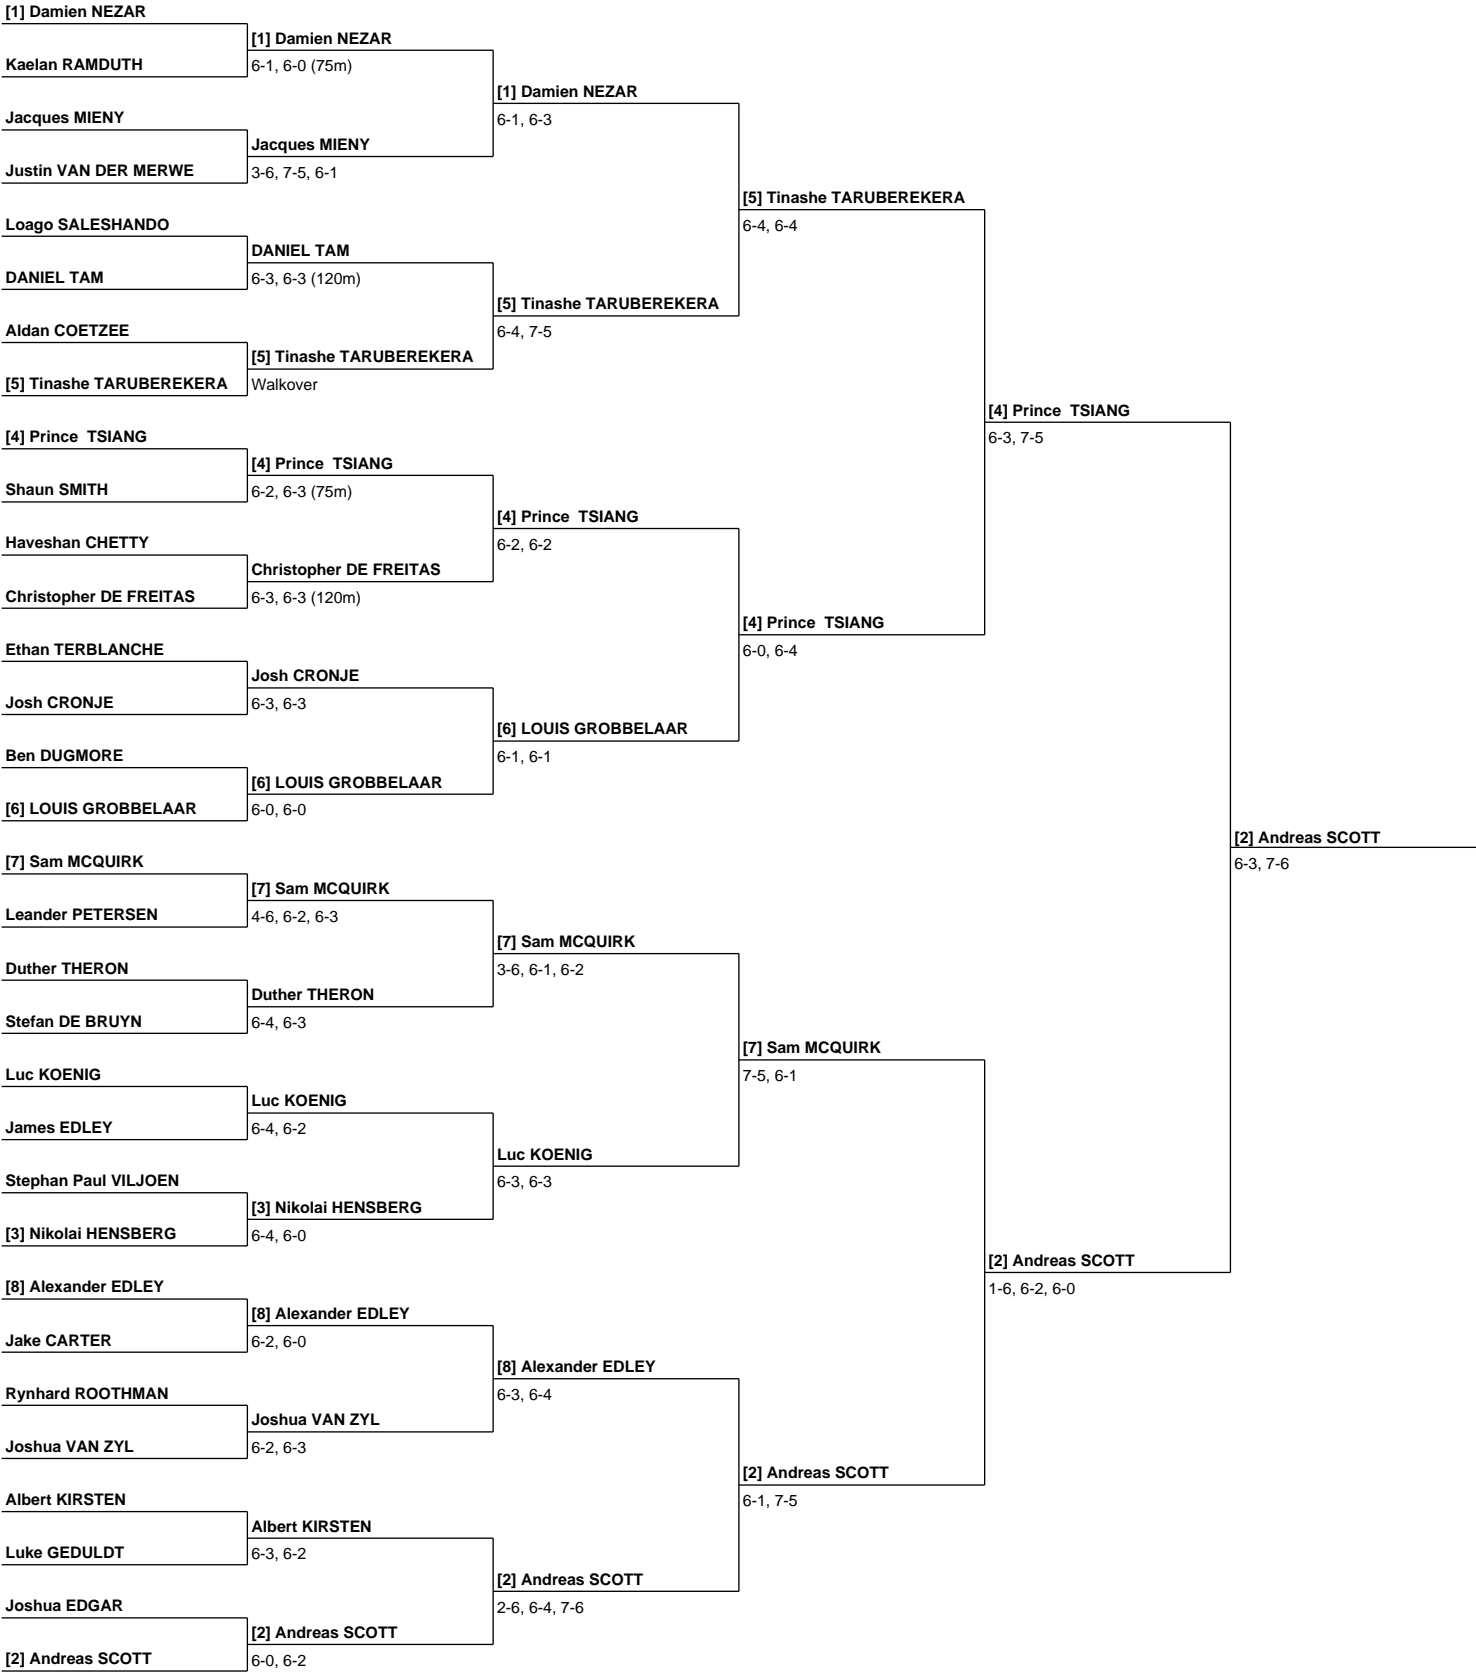 [1] Damien NEZAR
[1] Damien NEZAR
Kaelan RAMDUTH
6-1, 6-0 (75m)
[1] Damien NEZAR
Jacques MIENY
6-1, 6-3
Jacques MIENY
Justin VAN DER MERWE
3-6, 7-5, 6-1
[5] Tinashe TARUBEREKERA
Loago SALESHANDO
6-4, 6-4
DANIEL TAM
DANIEL TAM
6-3, 6-3 (120m)
[5] Tinashe TARUBEREKERA
Aldan COETZEE
6-4, 7-5
[5] Tinashe TARUBEREKERA
[5] Tinashe TARUBEREKERA
Walkover
[4] Prince  TSIANG
[4] Prince  TSIANG
6-3, 7-5
[4] Prince  TSIANG
Shaun SMITH
6-2, 6-3 (75m)
[4] Prince  TSIANG
Haveshan CHETTY
6-2, 6-2
Christopher DE FREITAS
Christopher DE FREITAS
6-3, 6-3 (120m)
[4] Prince  TSIANG
Ethan TERBLANCHE
6-0, 6-4
Josh CRONJE
Josh CRONJE
6-3, 6-3
[6] LOUIS GROBBELAAR
Ben DUGMORE
6-1, 6-1
[6] LOUIS GROBBELAAR
[6] LOUIS GROBBELAAR
6-0, 6-0
[2] Andreas SCOTT
[7] Sam MCQUIRK
6-3, 7-6
[7] Sam MCQUIRK
Leander PETERSEN
4-6, 6-2, 6-3
[7] Sam MCQUIRK
Duther THERON
3-6, 6-1, 6-2
Duther THERON
Stefan DE BRUYN
6-4, 6-3
[7] Sam MCQUIRK
Luc KOENIG
7-5, 6-1
Luc KOENIG
James EDLEY
6-4, 6-2
Luc KOENIG
Stephan Paul VILJOEN
6-3, 6-3
[3] Nikolai HENSBERG
[3] Nikolai HENSBERG
6-4, 6-0
[2] Andreas SCOTT
[8] Alexander EDLEY
1-6, 6-2, 6-0
[8] Alexander EDLEY
Jake CARTER
6-2, 6-0
[8] Alexander EDLEY
Rynhard ROOTHMAN
6-3, 6-4
Joshua VAN ZYL
Joshua VAN ZYL
6-2, 6-3
[2] Andreas SCOTT
Albert KIRSTEN
6-1, 7-5
Albert KIRSTEN
Luke GEDULDT
6-3, 6-2
[2] Andreas SCOTT
Joshua EDGAR
2-6, 6-4, 7-6
[2] Andreas SCOTT
[2] Andreas SCOTT
6-0, 6-2